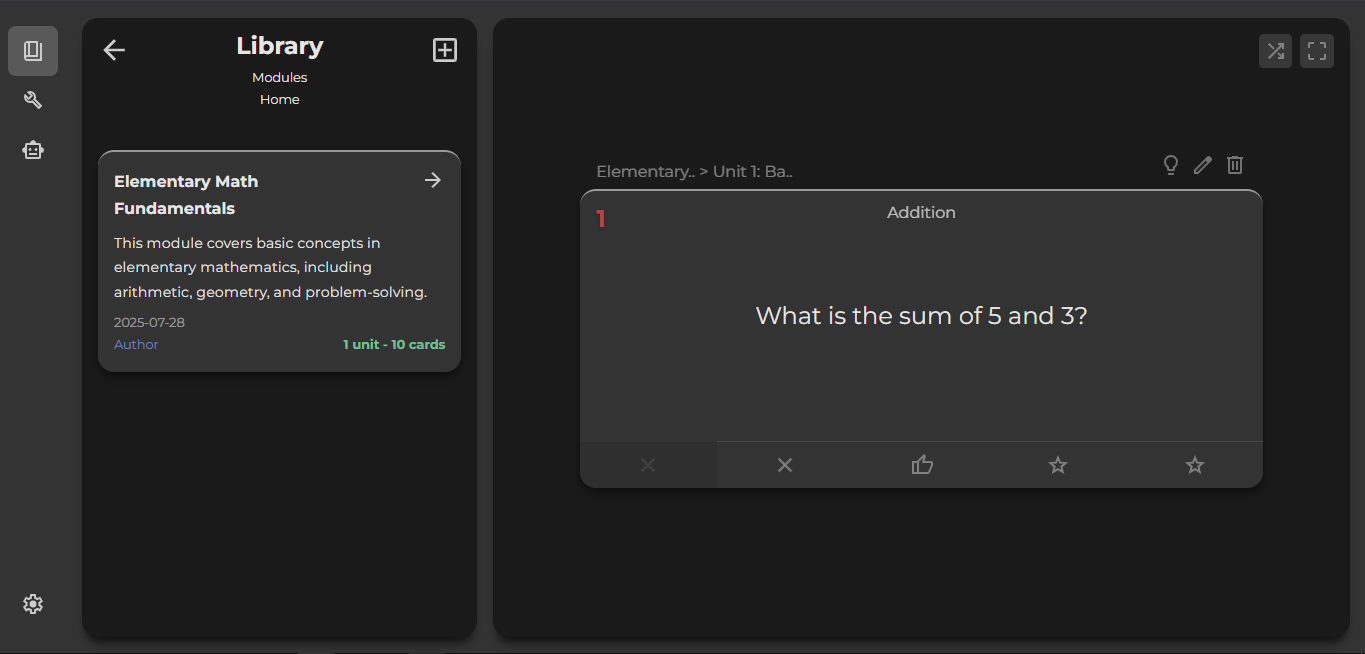 Library
Modules
Home
Elementary Math
Fundamentals
This module covers basic concepts in
elementary mathematics, including
arithmetic, geometry, and problem-solving.
2025-07-28
Author
1 unit - 10 cards
Elementary.. > Unit 1: Ba..
1
Addition
What is the sum of 5 and 3?